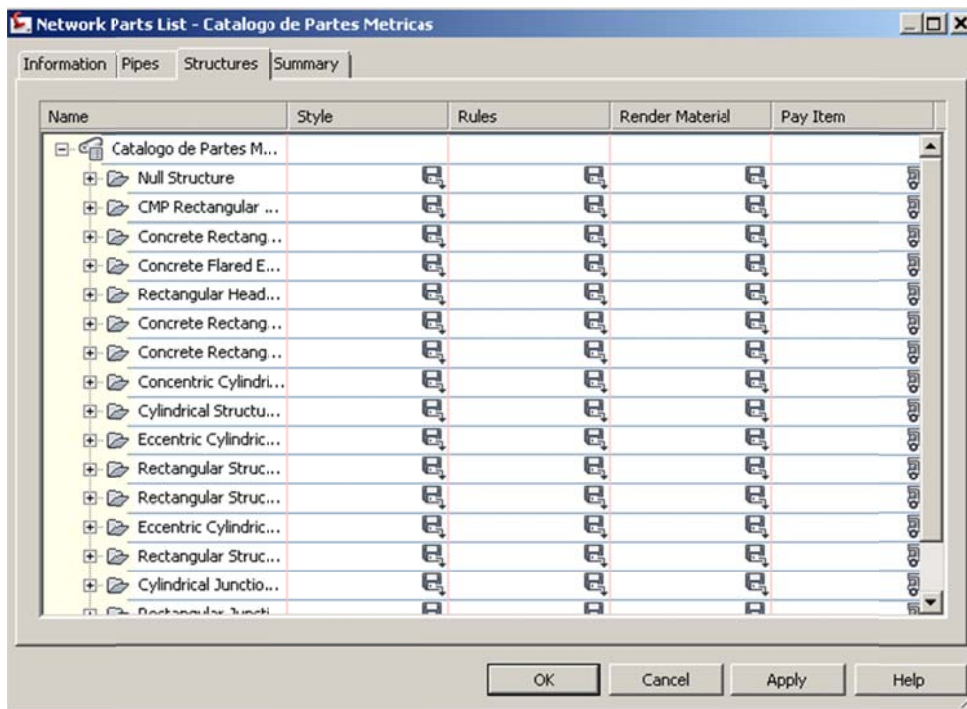 Network Parts List - Catalogo de Partes Metricas
Information Pipes Structures Summary
Name Style Rules Render Material Pay Item
Catalogo de Partes M...
Null Structure
CMP Rectangular ...
Concrete Rectang...
Concrete Flared E...
Rectangular Head...
Concrete Rectang...
Concrete Rectang...
Concentric Cylindri...
Cylindrical Structu...
Eccentric Cylindric...
Rectangular Struc...
Rectangular Struc...
Eccentric Cylindric...
Rectangular Struc...
Cylindrical Junctio...
Rectangular Juncti
OK Cancel Apply Help